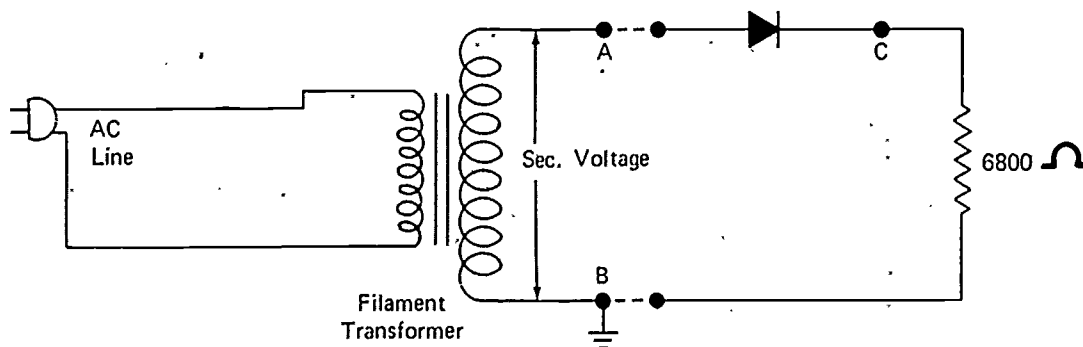 A
C
AC
Line
Sec. Voltage
6800 Ω
B
Filament
Transformer